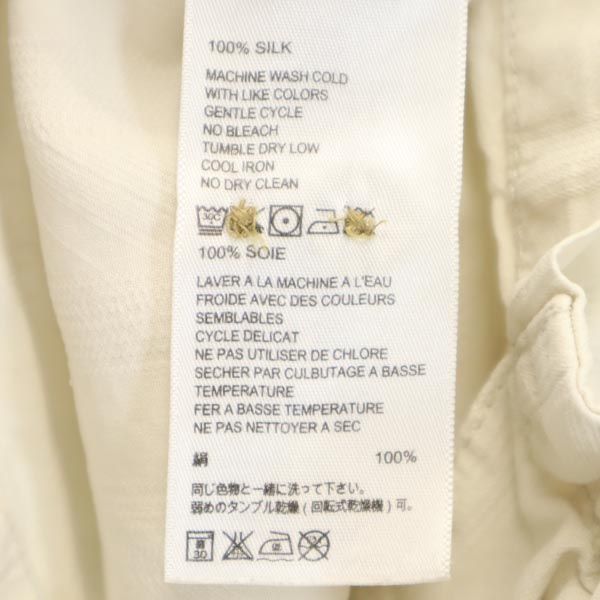 100% SILK
MACHINE WASH COLD
WITH LIKE COLORS
GENTLE CYCLE
NO BLEACH
TUMBLE DRY LOW
COOL IRON
NO DRY CLEAN
30C
100% SOIE
LAVER A LA MACHINE A L'EAU
FROIDE AVEC DES COULEURS
SEMBLABLES
CYCLE DELICAT
NE PAS UTILISER DE CHLORE
SECHER PAR CULBUTAGE A BASSE
TEMPERATURE
FER A BASSE TEMPERATURE
NE PAS NETTOYER A SEC
絹 100%
同じ色物と一緒に洗って下さい。
弱めのタンブル乾燥(回転式乾燥機)可。
30